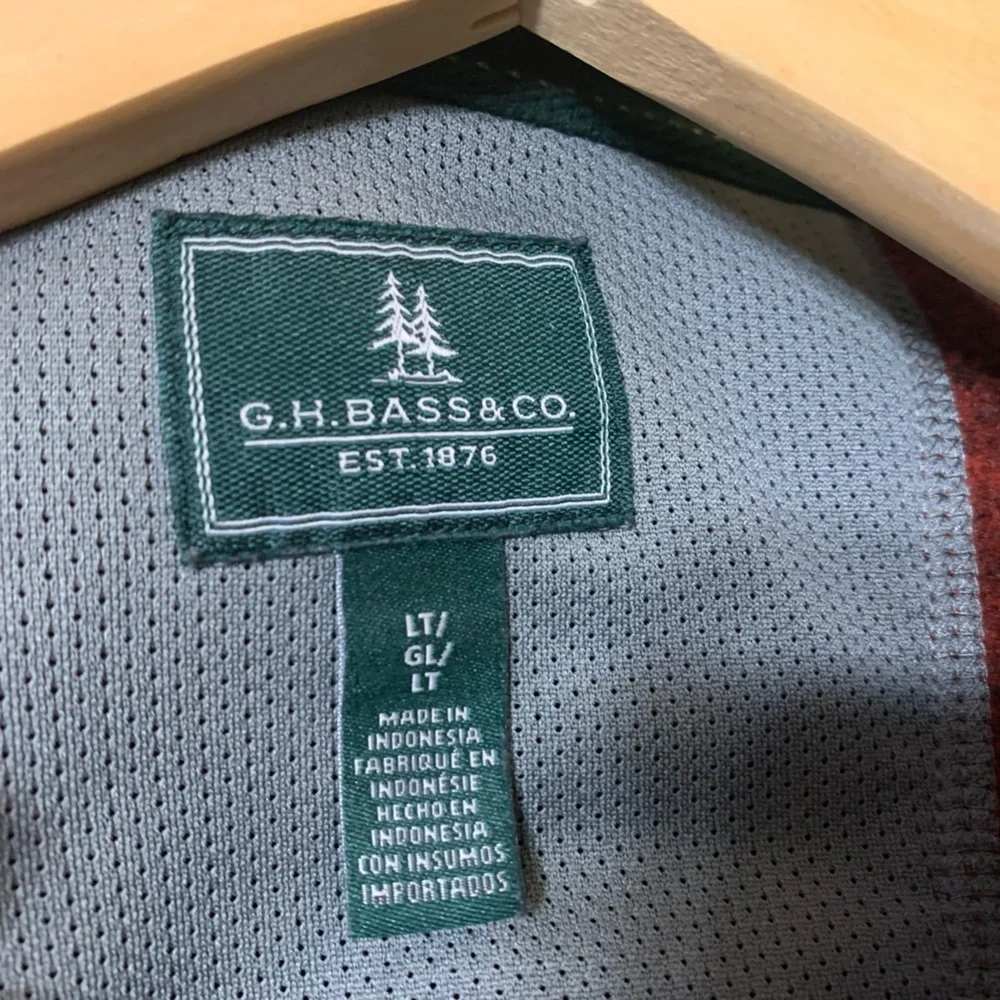 G.H.BASS & CO.
EST. 1876
LT/
GL/
LT
MADE IN
INDONESIA
FABRIQUÉ EN
INDONÉSIE
HECHO EN
INDONESIA
CON INSUMOS
IMPORTADOS